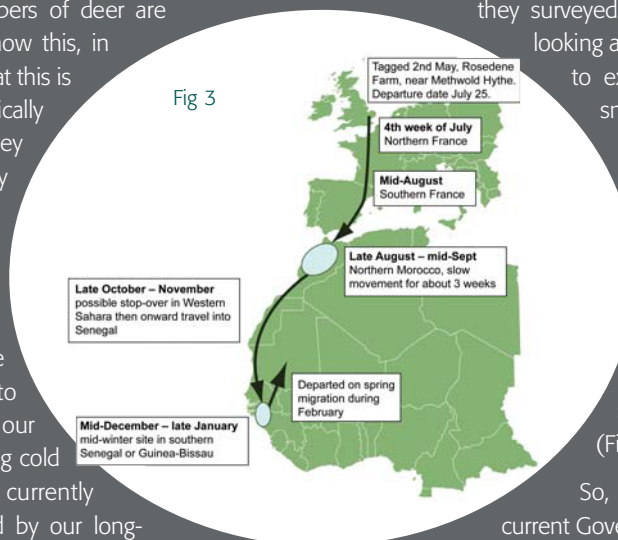 bers of deer are
now this, in
at this is
ically
ey
y
e
to
our
g cold
currently
d by our long-
Fig 3
Tagged 2nd May, Rosedene
Farm, near Methwold Hythe.
Departure date July 25.
4th week of July
Northern France
Mid-August
Southern France
Late August – mid-Sept
Northern Morocco, slow
movement for about 3 weeks
Late October – November
possible stop-over in Western
Sahara then onward travel into
Senegal
Departed on spring
migration during
February
Mid-December – late January
mid-winter site in southern
Senegal or Guinea-Bissau
they surveyed
looking a
to ex
sn
(Fi
So,
current Gove